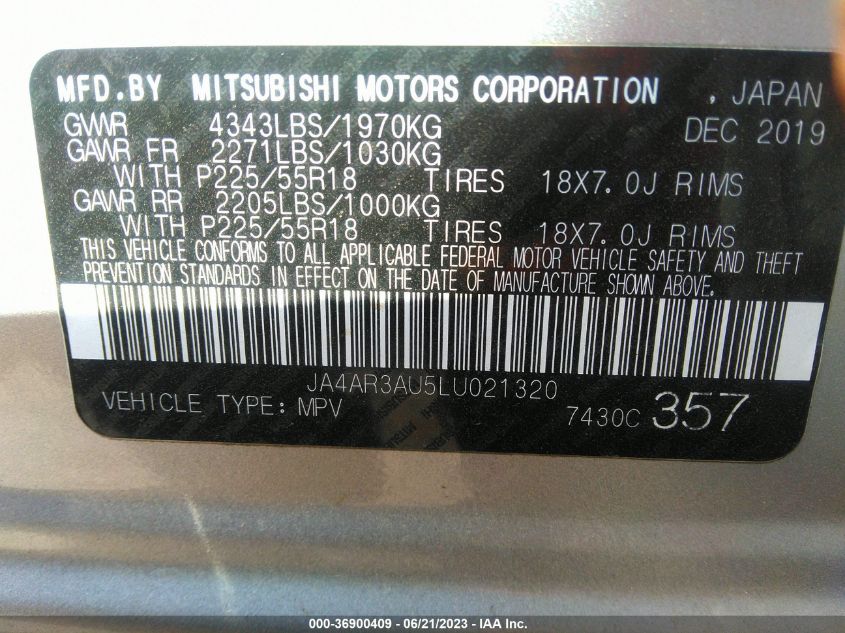 MFD.BY MITSUBISHI MOTORS CORPORATION , JAPAN
GVWR 4343LBS/1970KG DEC 2019
GAWR FR 2271LBS/1030KG
WITH P225/55R18 TIRES 18X7.0J RIMS
GAWR RR 2205LBS/1000KG
WITH P225/55R18 TIRES 18X7.0J RIMS
THIS VEHICLE CONFORMS TO ALL APPLICABLE FEDERAL MOTOR VEHICLE SAFETY AND THEFT
PREVENTION STANDARDS IN EFFECT ON THE DATE OF MANUFACTURE SHOWN ABOVE.
JA4AR3AU5LU021320
VEHICLE TYPE: MPV 7430C 357
000-36900409 - 06/21/2023 - IAA Inc.